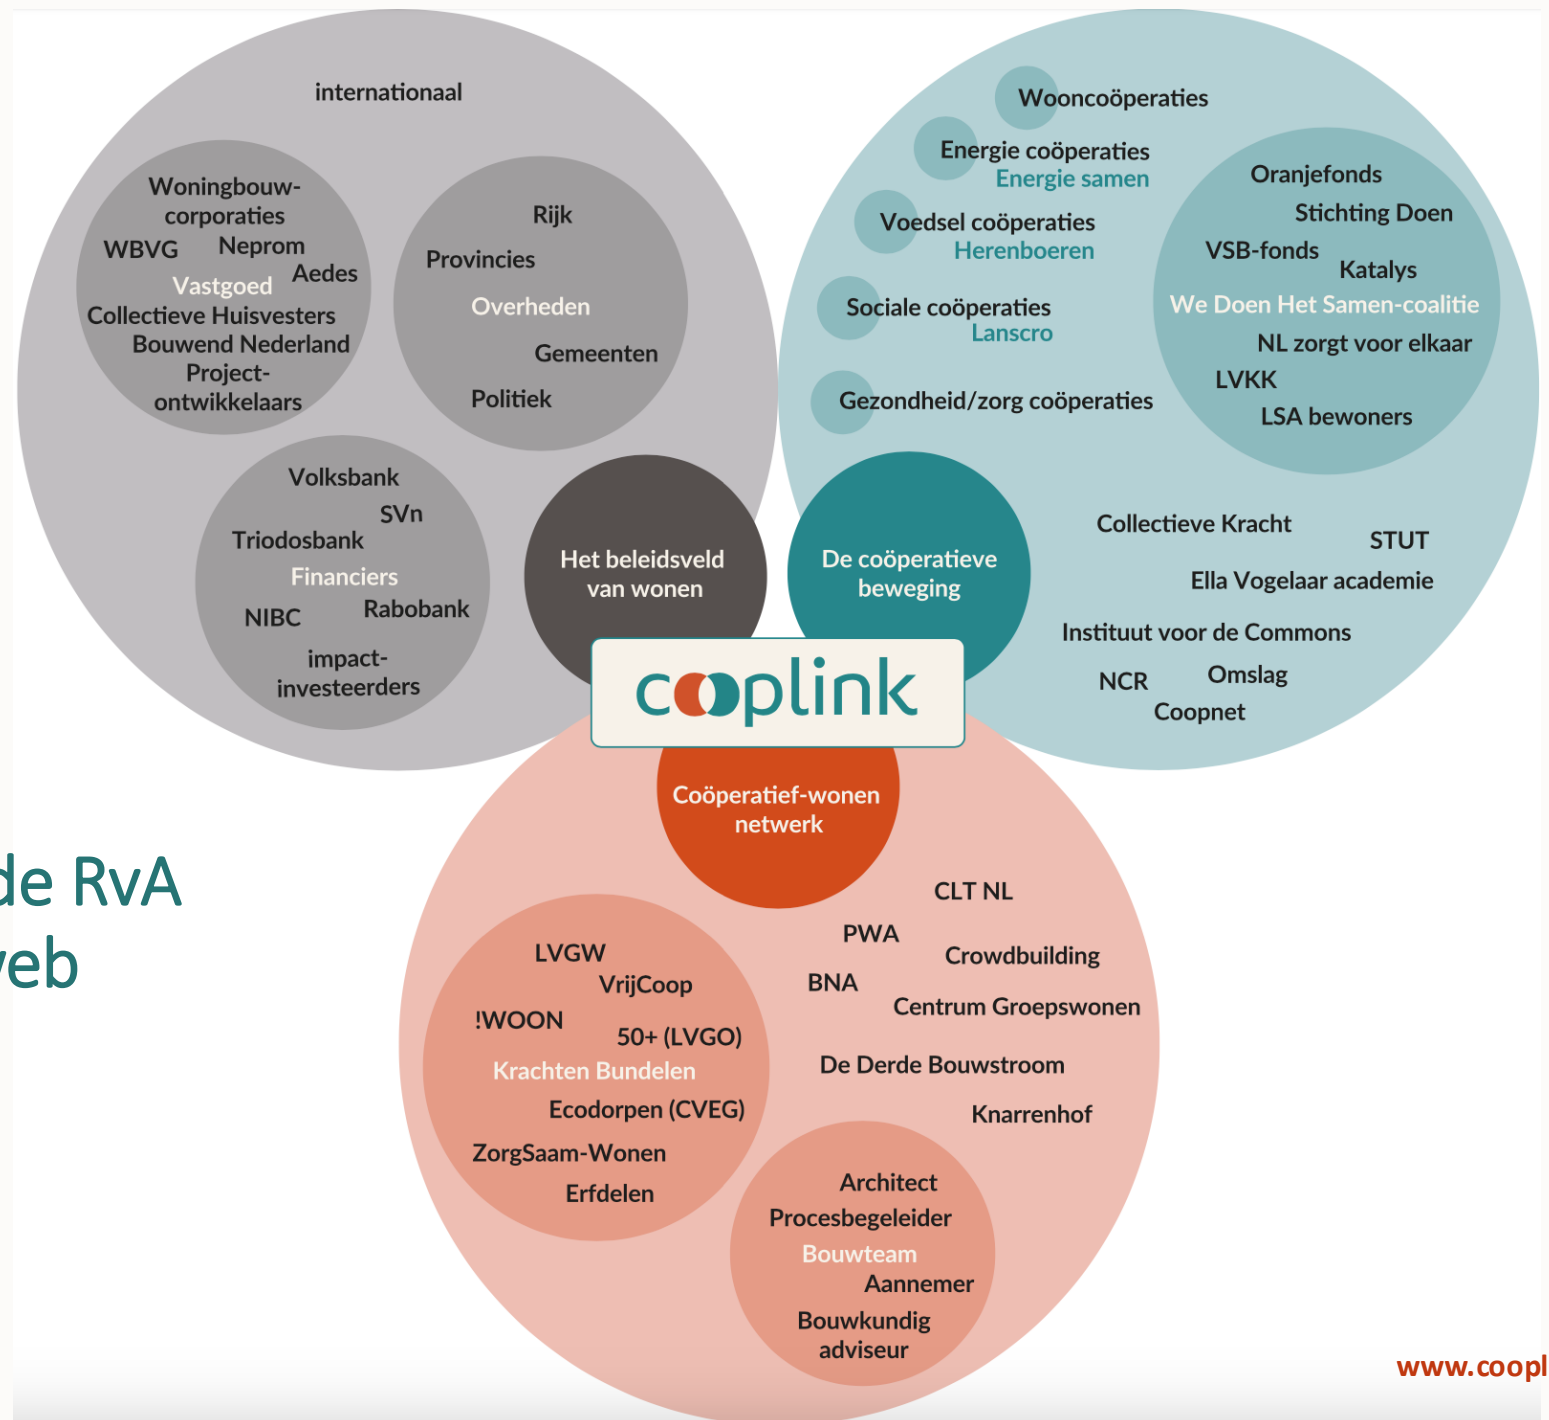 internationaal
Woningbouw-
corporaties
WBVG
Neprom
Aedes
Vastgoed
Collectieve Huisvesters
Bouwend Nederland
Project-
ontwikkelaars
Rijk
Provincies
Overheden
Gemeenten
Politiek
Volksbank
SVn
Triodosbank
Financiers
NIBC
Rabobank
impact-
investeerders
Het beleidsveld
van wonen
Wooncoöperaties
Energie coöperaties
Energie samen
Voedsel coöperaties
Herenboeren
Sociale coöperaties
Lanscro
Gezondheid/zorg coöperaties
Oranjefonds
Stichting Doen
VSB-fonds
Katalys
We Doen Het Samen-coalitie
NL zorgt voor elkaar
LVKK
LSA bewoners
De coöperatieve
beweging
Collectieve Kracht
STUT
Ella Vogelaar academie
Instituut voor de Commons
NCR
Omslag
Coopnet
cooplink
Coöperatief-wonen
netwerk
CLT NL
PWA
Crowdbuilding
BNA
Centrum Groepswonen
De Derde Bouwstroom
Knarrenhof
LVGW
VrijCoop
!WOON
50+ (LVGO)
Krachten Bundelen
Ecodorpen (CVEG)
ZorgSaam-Wonen
Erfdelen
Architect
Procesbegeleider
Bouwteam
Aannemer
Bouwkundig
adviseur
de RvA
web
www.coopl